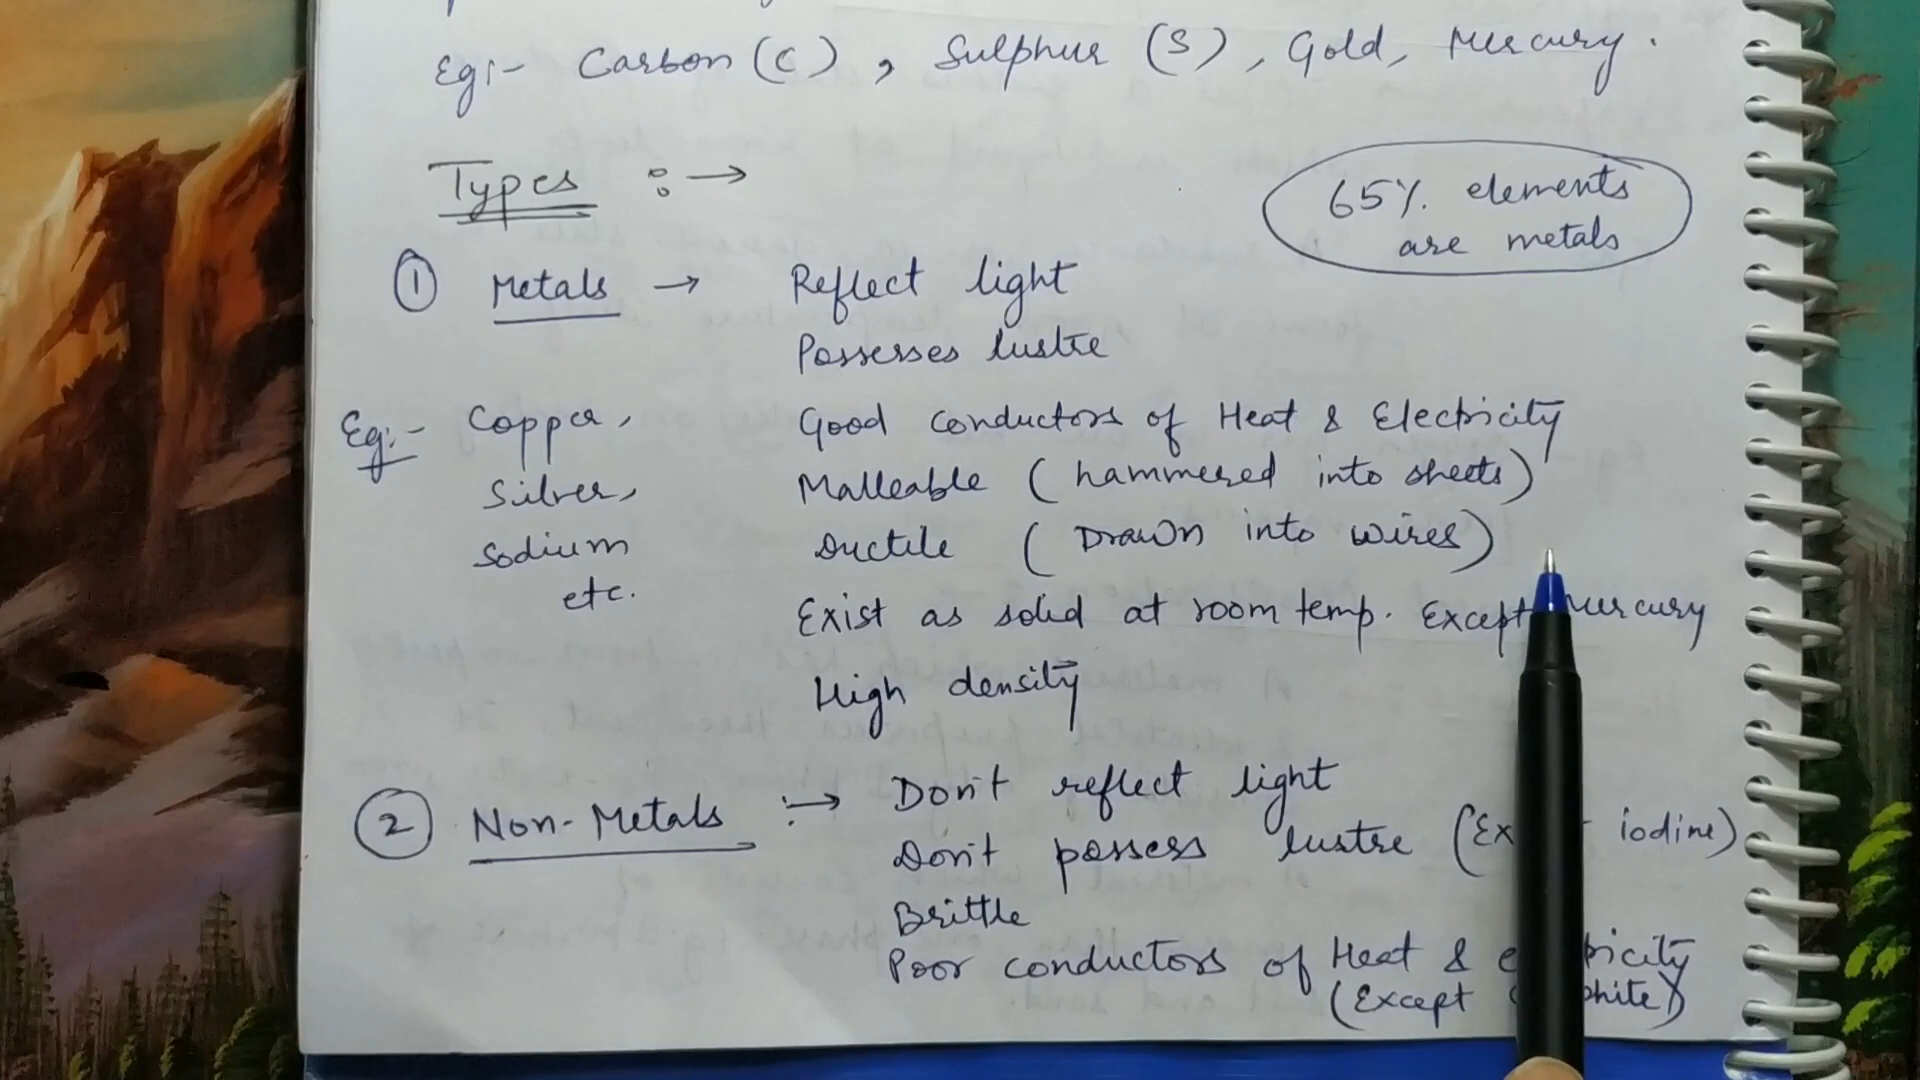 Eg:- Carbon (C), Sulphur (S), Gold, Mercury.
Types :→
65% elements
are metals
① Metals → Reflect light
Possesses lustre
Eg:- Copper, Good conductors of Heat & Electricity
Silver, Malleable (hammered into sheets)
Sodium Ductile (Drawn into wires)
etc.
Exist as solid at room temp. Except Mercury
High density
② Non-Metals :→ Don't reflect light
Don't possess lustre (Ex iodine)
Brittle
Poor conductors of Heat &
(Except